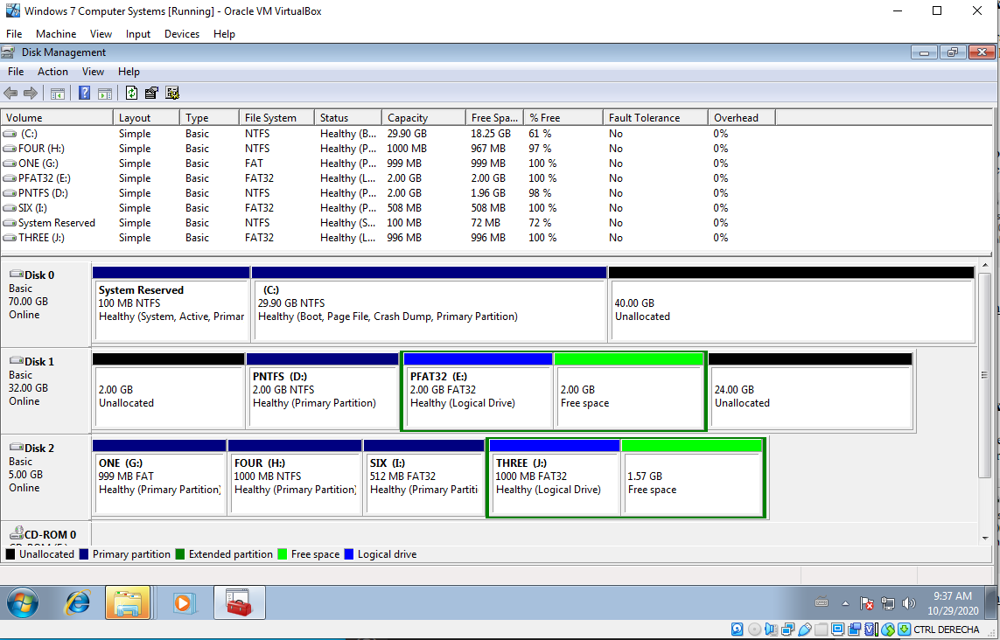 Windows 7 Computer Systems [Running] - Oracle VM VirtualBox
File Machine View Input Devices Help
Disk Management
File Action View Help
Volume Layout Type File System Status Capacity Free Spa... % Free Fault Tolerance Overhead
(C:) Simple Basic NTFS Healthy (B... 29.90 GB 18.25 GB 61 % No 0%
FOUR (H:) Simple Basic NTFS Healthy (P... 1000 MB 967 MB 97 % No 0%
ONE (G:) Simple Basic FAT Healthy (P... 999 MB 999 MB 100 % No 0%
PFAT32 (E:) Simple Basic FAT32 Healthy (L... 2.00 GB 2.00 GB 100 % No 0%
PNTFS (D:) Simple Basic NTFS Healthy (P... 2.00 GB 1.96 GB 98 % No 0%
SIX (I:) Simple Basic FAT32 Healthy (P... 508 MB 508 MB 100 % No 0%
System Reserved Simple Basic NTFS Healthy (S... 100 MB 72 MB 72 % No 0%
THREE (J:) Simple Basic FAT32 Healthy (L... 996 MB 996 MB 100 % No 0%
Disk 0
Basic
70.00 GB
Online
System Reserved
100 MB NTFS
Healthy (System, Active, Primar
(C:)
29.90 GB NTFS
Healthy (Boot, Page File, Crash Dump, Primary Partition)
40.00 GB
Unallocated
Disk 1
Basic
32.00 GB
Online
2.00 GB
Unallocated
PNTFS (D:)
2.00 GB NTFS
Healthy (Primary Partition)
PFAT32 (E:)
2.00 GB FAT32
Healthy (Logical Drive)
2.00 GB
Free space
24.00 GB
Unallocated
Disk 2
Basic
5.00 GB
Online
ONE (G:)
999 MB FAT
Healthy (Primary Partition)
FOUR (H:)
1000 MB NTFS
Healthy (Primary Partition)
SIX (I:)
512 MB FAT32
Healthy (Primary Partiti
THREE (J:)
1000 MB FAT32
Healthy (Logical Drive)
1.57 GB
Free space
CD-ROM 0
Unallocated Primary partition Extended partition Free space Logical drive
9:37 AM
10/29/2020
CTRL DERECHA